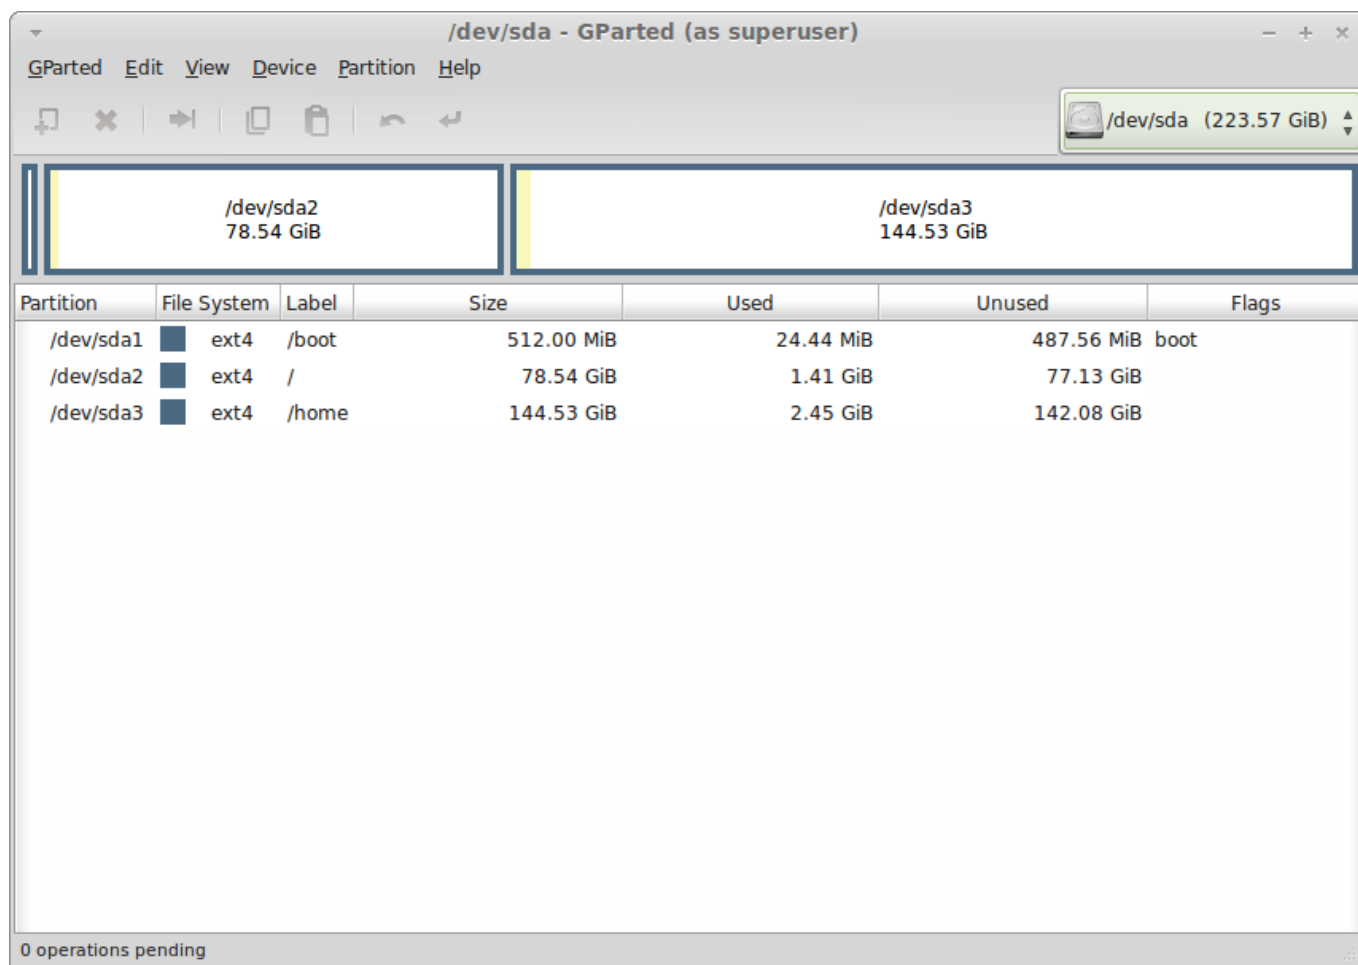 /dev/sda - GParted (as superuser)
GParted Edit View Device Partition Help
/dev/sda (223.57 GiB)
/dev/sda2
78.54 GiB
/dev/sda3
144.53 GiB
Partition File System Label Size Used Unused Flags
/dev/sda1 ext4 /boot 512.00 MiB 24.44 MiB 487.56 MiB boot
/dev/sda2 ext4 / 78.54 GiB 1.41 GiB 77.13 GiB
/dev/sda3 ext4 /home 144.53 GiB 2.45 GiB 142.08 GiB
0 operations pending